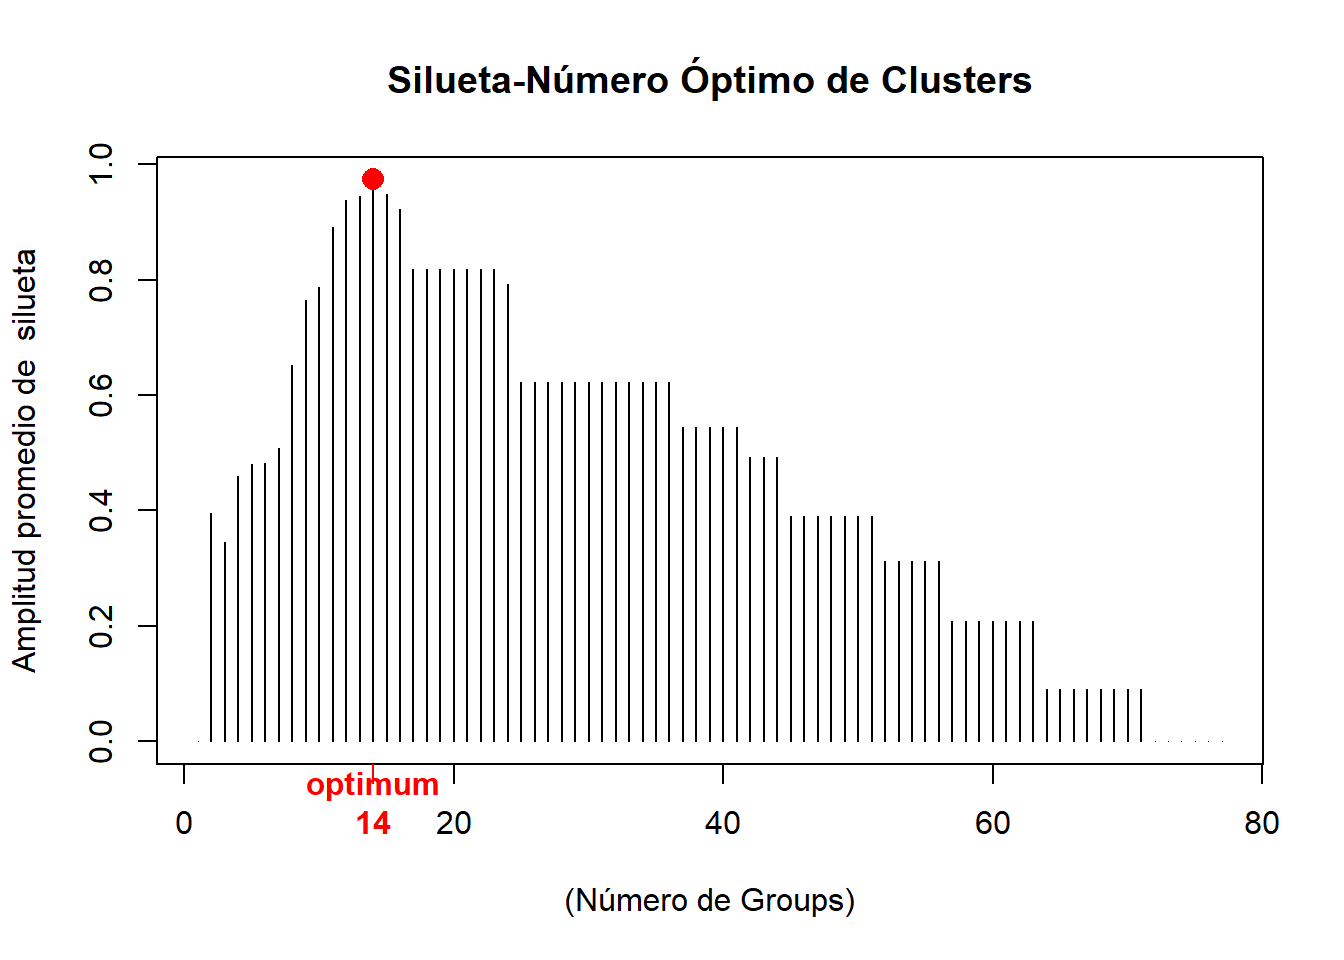 Silueta-Número Óptimo de Clusters
Amplitud promedio de  silueta
1.0
0.8
0.6
0.4
0.2
0.0
optimum
0 14 20 40 60 80
(Número de Groups)